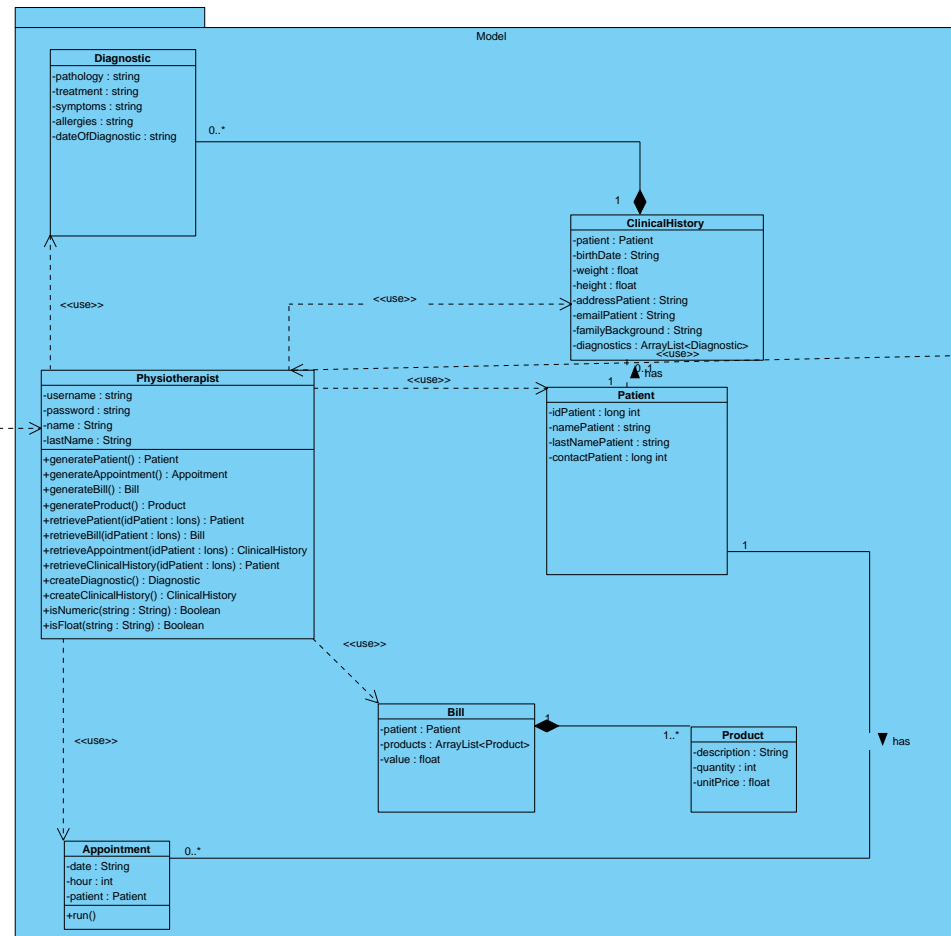 Model
Diagnostic
-pathology : string
-treatment : string
-symptoms : string
-allergies : string
-dateOfDiagnostic : string
0..*
1
ClinicalHistory
-patient : Patient
-birthDate : String
-weight : float
-height : float
-addressPatient : String
-emailPatient : String
-familyBackground : String
-diagnostics : ArrayList<Diagnostic>
<<use>>
<<use>>
<<use>>
0..1
has
1
<<use>>
Physiotherapist
-username : string
-password : string
-name : String
-lastName : String
+generatePatient() : Patient
+generateAppointment() : Appoitment
+generateBill() : Bill
+generateProduct() : Product
+retrievePatient(idPatient : lons) : Patient
+retrieveBill(idPatient : lons) : Bill
+retrieveAppointment(idPatient : lons) : ClinicalHistory
+retrieveClinicalHistory(idPatient : lons) : Patient
+createDiagnostic() : Diagnostic
+createClinicalHistory() : ClinicalHistory
+isNumeric(string : String) : Boolean
+isFloat(string : String) : Boolean
Patient
-idPatient : long int
-namePatient : string
-lastNamePatient : string
-contactPatient : long int
1
<<use>>
<<use>>
Bill
-patient : Patient
-products : ArrayList<Product>
-value : float
1
1..*
Product
-description : String
-quantity : int
-unitPrice : float
has
Appointment
-date : String
-hour : int
-patient : Patient
+run()
0..*